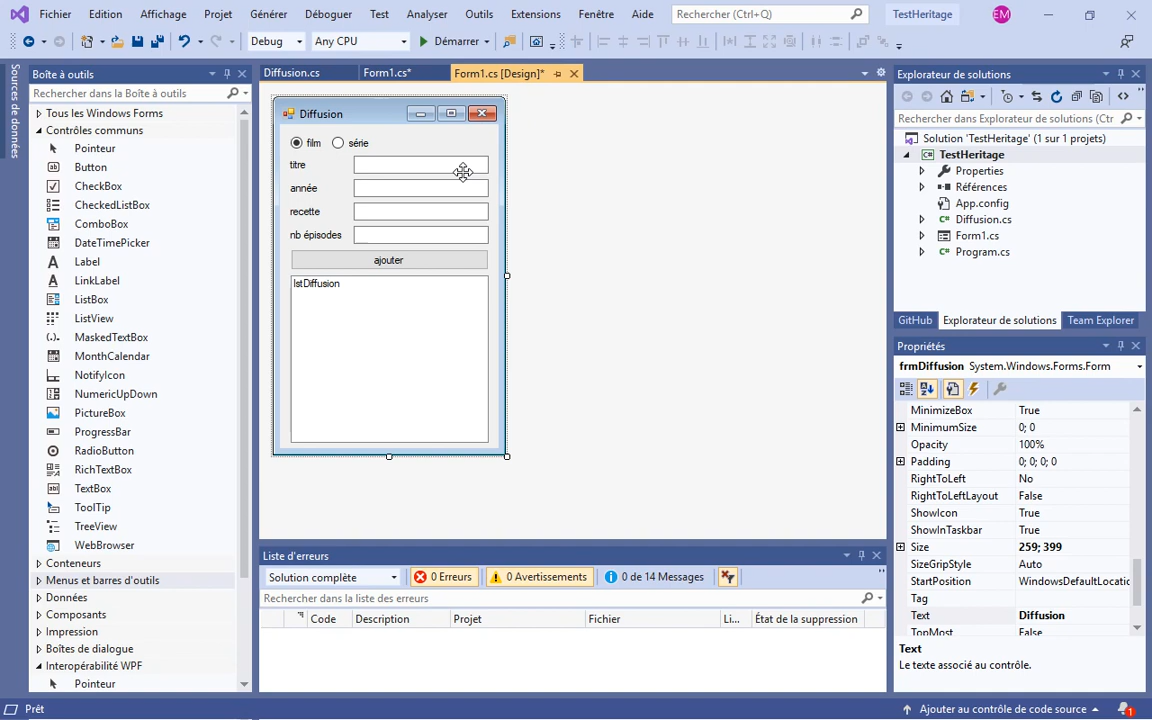 Fichier Edition Affichage Projet Générer Déboguer Test Analyser Outils Extensions Fenêtre Aide Rechercher (Ctrl+Q) TestHeritage EM
Debug Any CPU Démarrer
Sources de données
Boîte à outils
Rechercher dans la Boîte à outils
Tous les Windows Forms
Contrôles communs
Pointeur
Button
CheckBox
CheckedListBox
ComboBox
DateTimePicker
Label
LinkLabel
ListBox
ListView
MaskedTextBox
MonthCalendar
NotifyIcon
NumericUpDown
PictureBox
ProgressBar
RadioButton
RichTextBox
TextBox
ToolTip
TreeView
WebBrowser
Conteneurs
Menus et barres d'outils
Données
Composants
Impression
Boîtes de dialogue
Interopérabilité WPF
Pointeur
Diffusion.cs Form1.cs* Form1.cs [Design]*
Diffusion
film série
titre
année
recette
nb épisodes
ajouter
lstDiffusion
Liste d'erreurs
Solution complète 0 Erreurs 0 Avertissements 0 de 14 Messages
Rechercher dans la liste des erreurs
Code Description Projet Fichier Li... État de la suppression
Explorateur de solutions
Rechercher dans Explorateur de solutions (Ctr
Solution 'TestHeritage' (1 sur 1 projets)
TestHeritage
Properties
Références
App.config
Diffusion.cs
Form1.cs
Program.cs
GitHub Explorateur de solutions Team Explorer
Propriétés
frmDiffusion System.Windows.Forms.Form
MinimizeBox True
MinimumSize 0; 0
Opacity 100%
Padding 0; 0; 0; 0
RightToLeft No
RightToLeftLayout False
ShowIcon True
ShowInTaskbar True
Size 259; 399
SizeGripStyle Auto
StartPosition WindowsDefaultLocatic
Tag
Text Diffusion
TopMost False
Text
Le texte associé au contrôle.
Prêt Ajouter au contrôle de code source 1